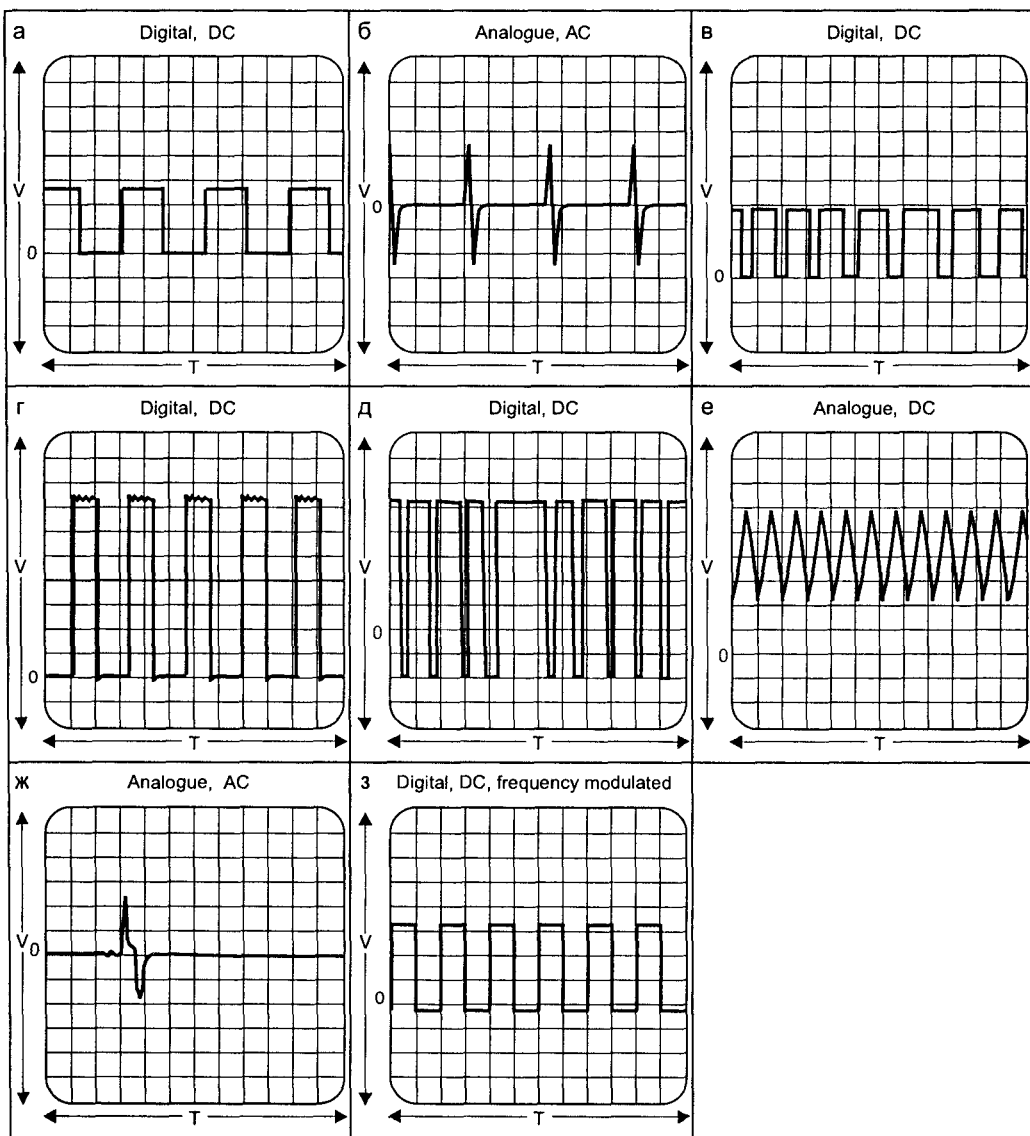 а Digital, DC
V
0
T
б Analogue, AC
V
0
T
в Digital, DC
V
0
T
г Digital, DC
V
0
T
д Digital, DC
V
0
T
е Analogue, DC
V
0
T
ж Analogue, AC
V 0
T
з Digital, DC, frequency modulated
V
0
T